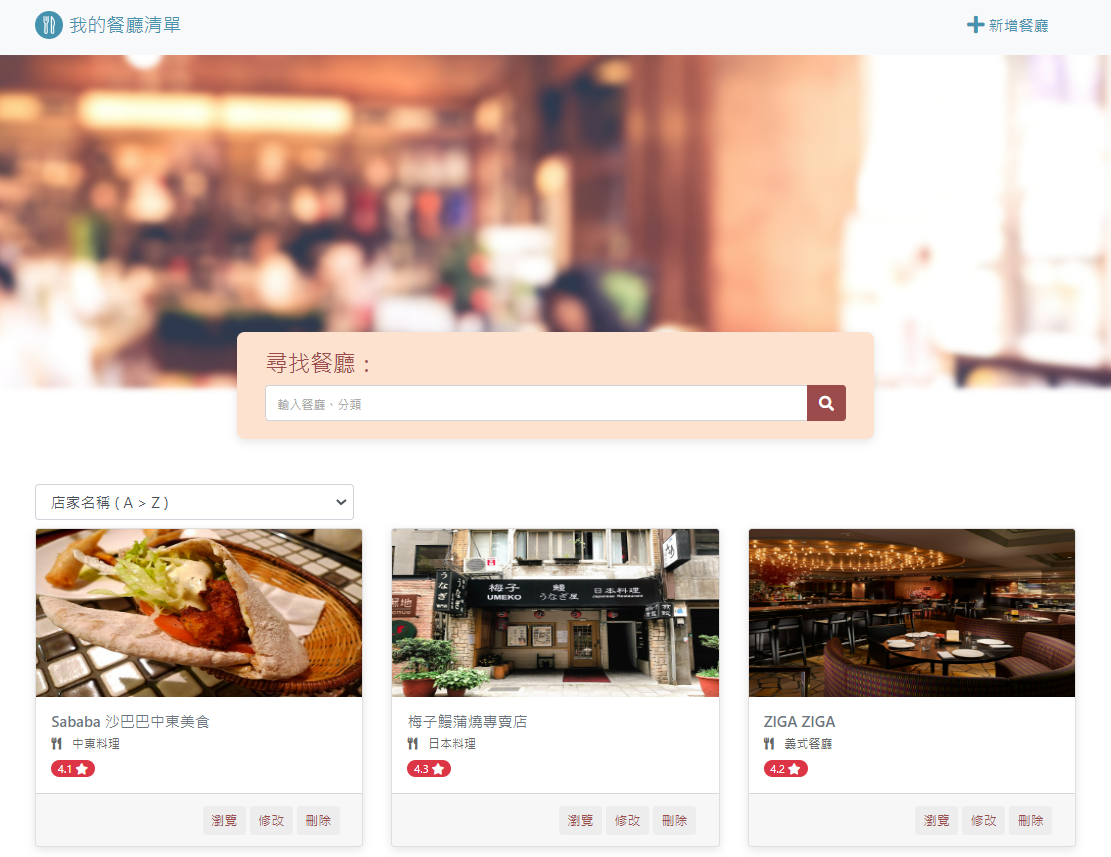 我的餐廳清單
新增餐廳
尋找餐廳：
輸入餐廳、分類
店家名稱 ( A > Z )
梅子 鰻 日本料理
UMEKO うなぎ屋 Japanese Restaurant
うなぎ
Sababa 沙巴巴中東美食
中東料理
4.1
瀏覽 修改 刪除
梅子鰻蒲燒專賣店
日本料理
4.3
瀏覽 修改 刪除
ZIGA ZIGA
義式餐廳
4.2
瀏覽 修改 刪除